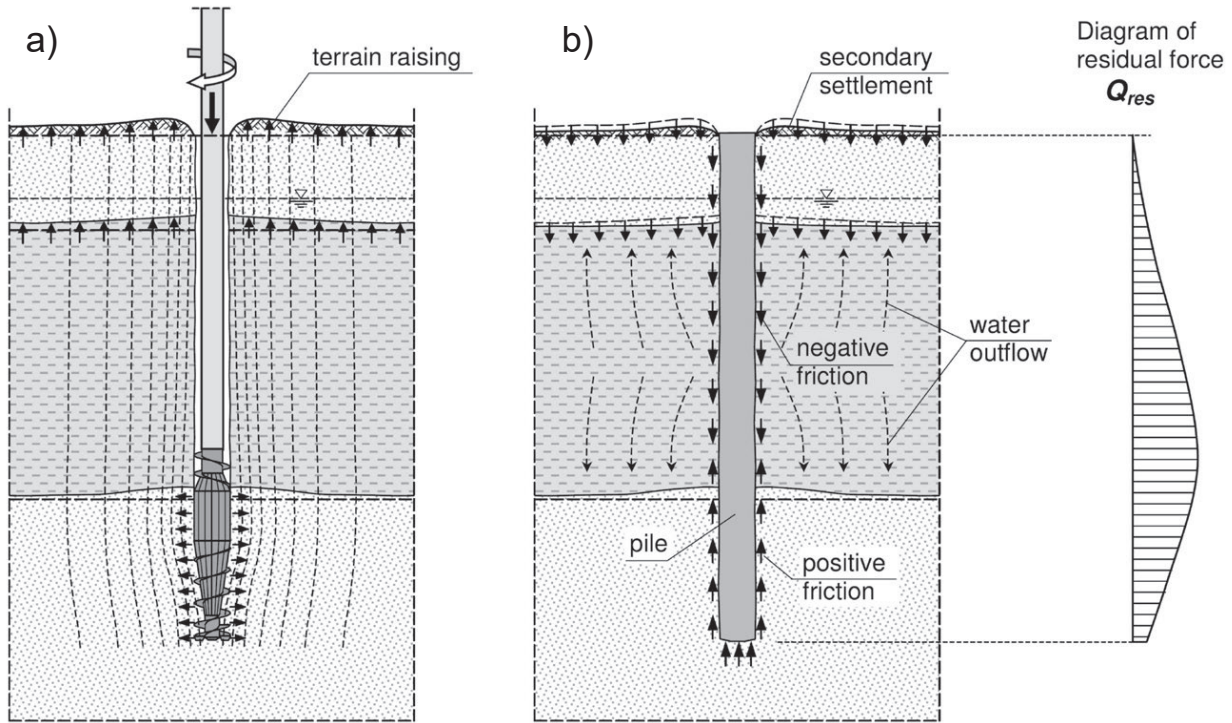 a)
terrain raising
b)
secondary
settlement
Diagram of
residual force
Qres
negative
friction
water
outflow
pile
positive
friction